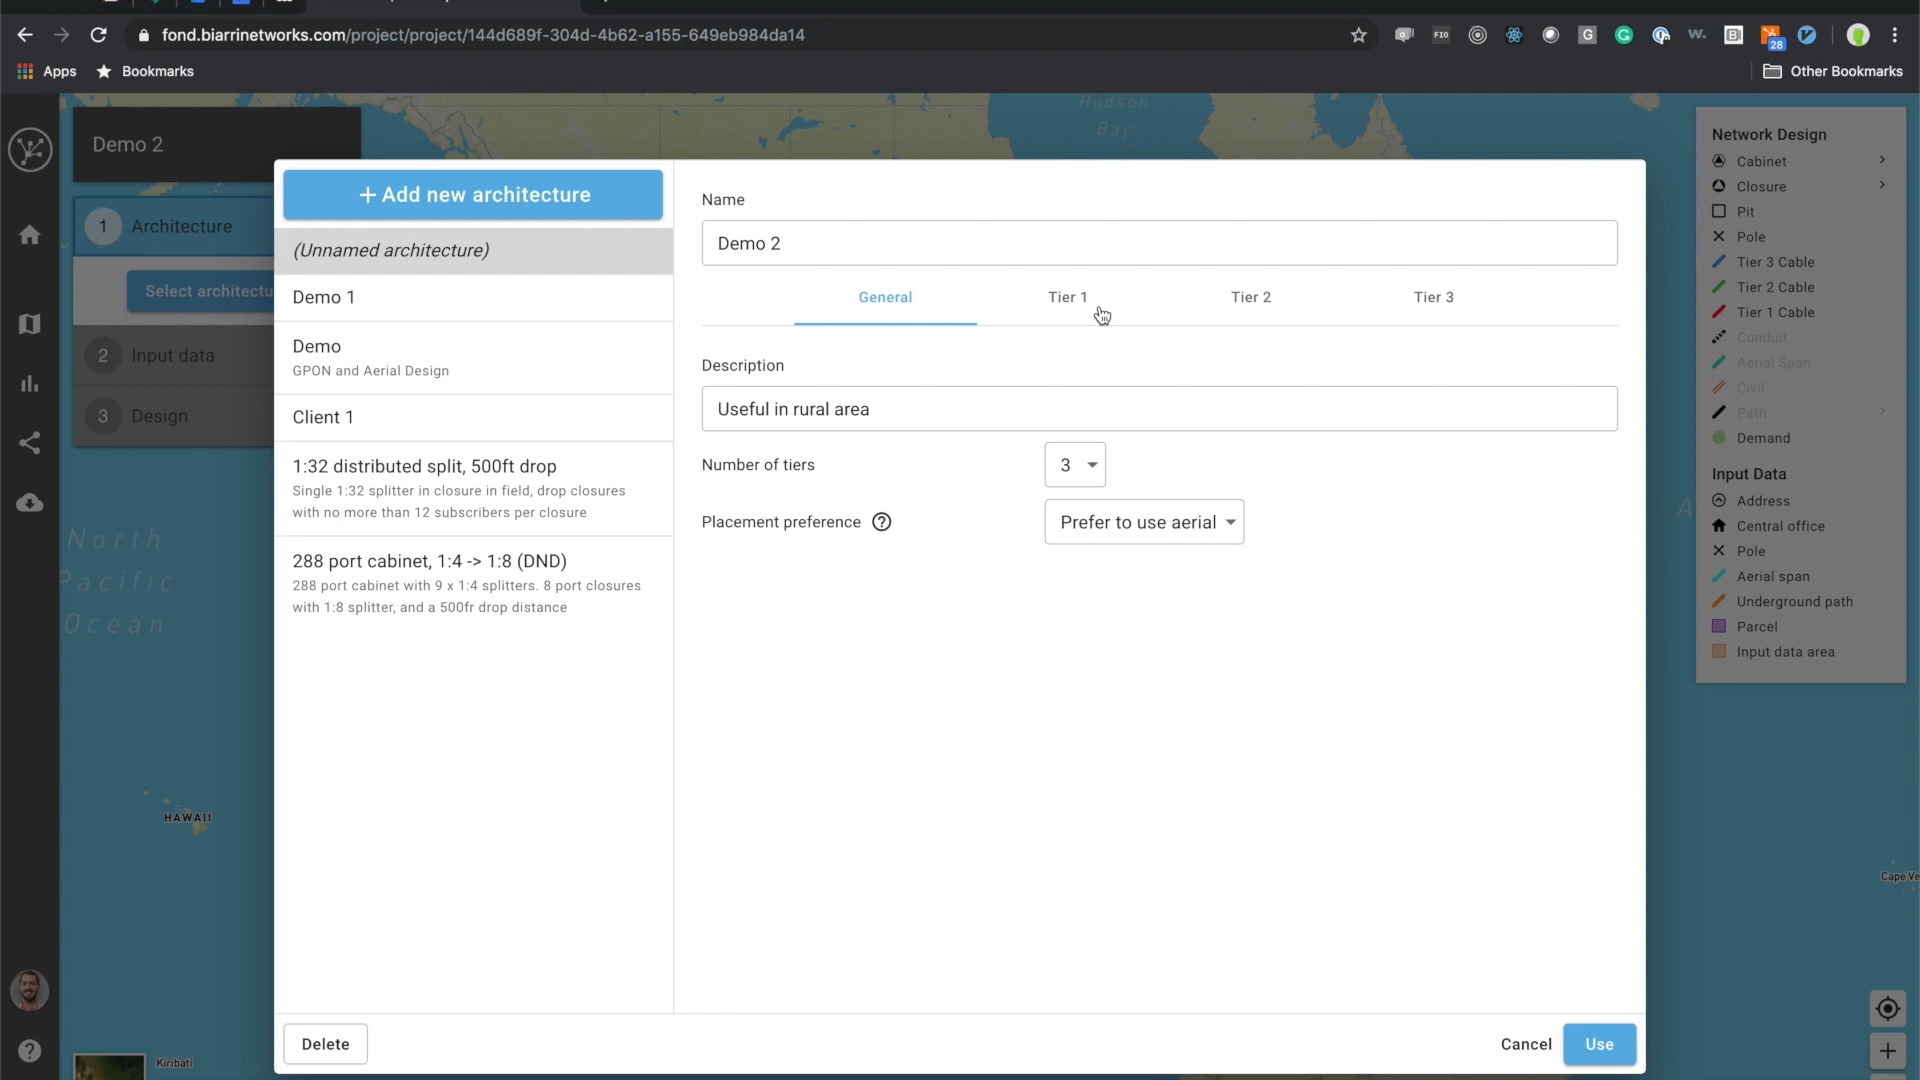 fond.biarrinetworks.com/project/project/144d689f-304d-4b62-a155-649eb984da14
FIO
G
w.
B
28
Apps
Bookmarks
Other Bookmarks
Hudson
Bay
Demo 2
1
Architecture
Select architectu
2
Input data
3
Design
North
Pacific
Ocean
HAWAII
Kiribati
Cape Ve
A
+ Add new architecture
(Unnamed architecture)
Demo 1
Demo
GPON and Aerial Design
Client 1
1:32 distributed split, 500ft drop
Single 1:32 splitter in closure in field, drop closures
with no more than 12 subscribers per closure
288 port cabinet, 1:4 -> 1:8 (DND)
288 port cabinet with 9 x 1:4 splitters. 8 port closures
with 1:8 splitter, and a 500fr drop distance
Delete
Name
Demo 2
General
Tier 1
Tier 2
Tier 3
Description
Useful in rural area
Number of tiers
3
Placement preference ?
Prefer to use aerial
Cancel
Use
Network Design
Cabinet
Closure
Pit
Pole
Tier 3 Cable
Tier 2 Cable
Tier 1 Cable
Conduit
Aerial Span
Civil
Path
Demand
Input Data
Address
Central office
Pole
Aerial span
Underground path
Parcel
Input data area